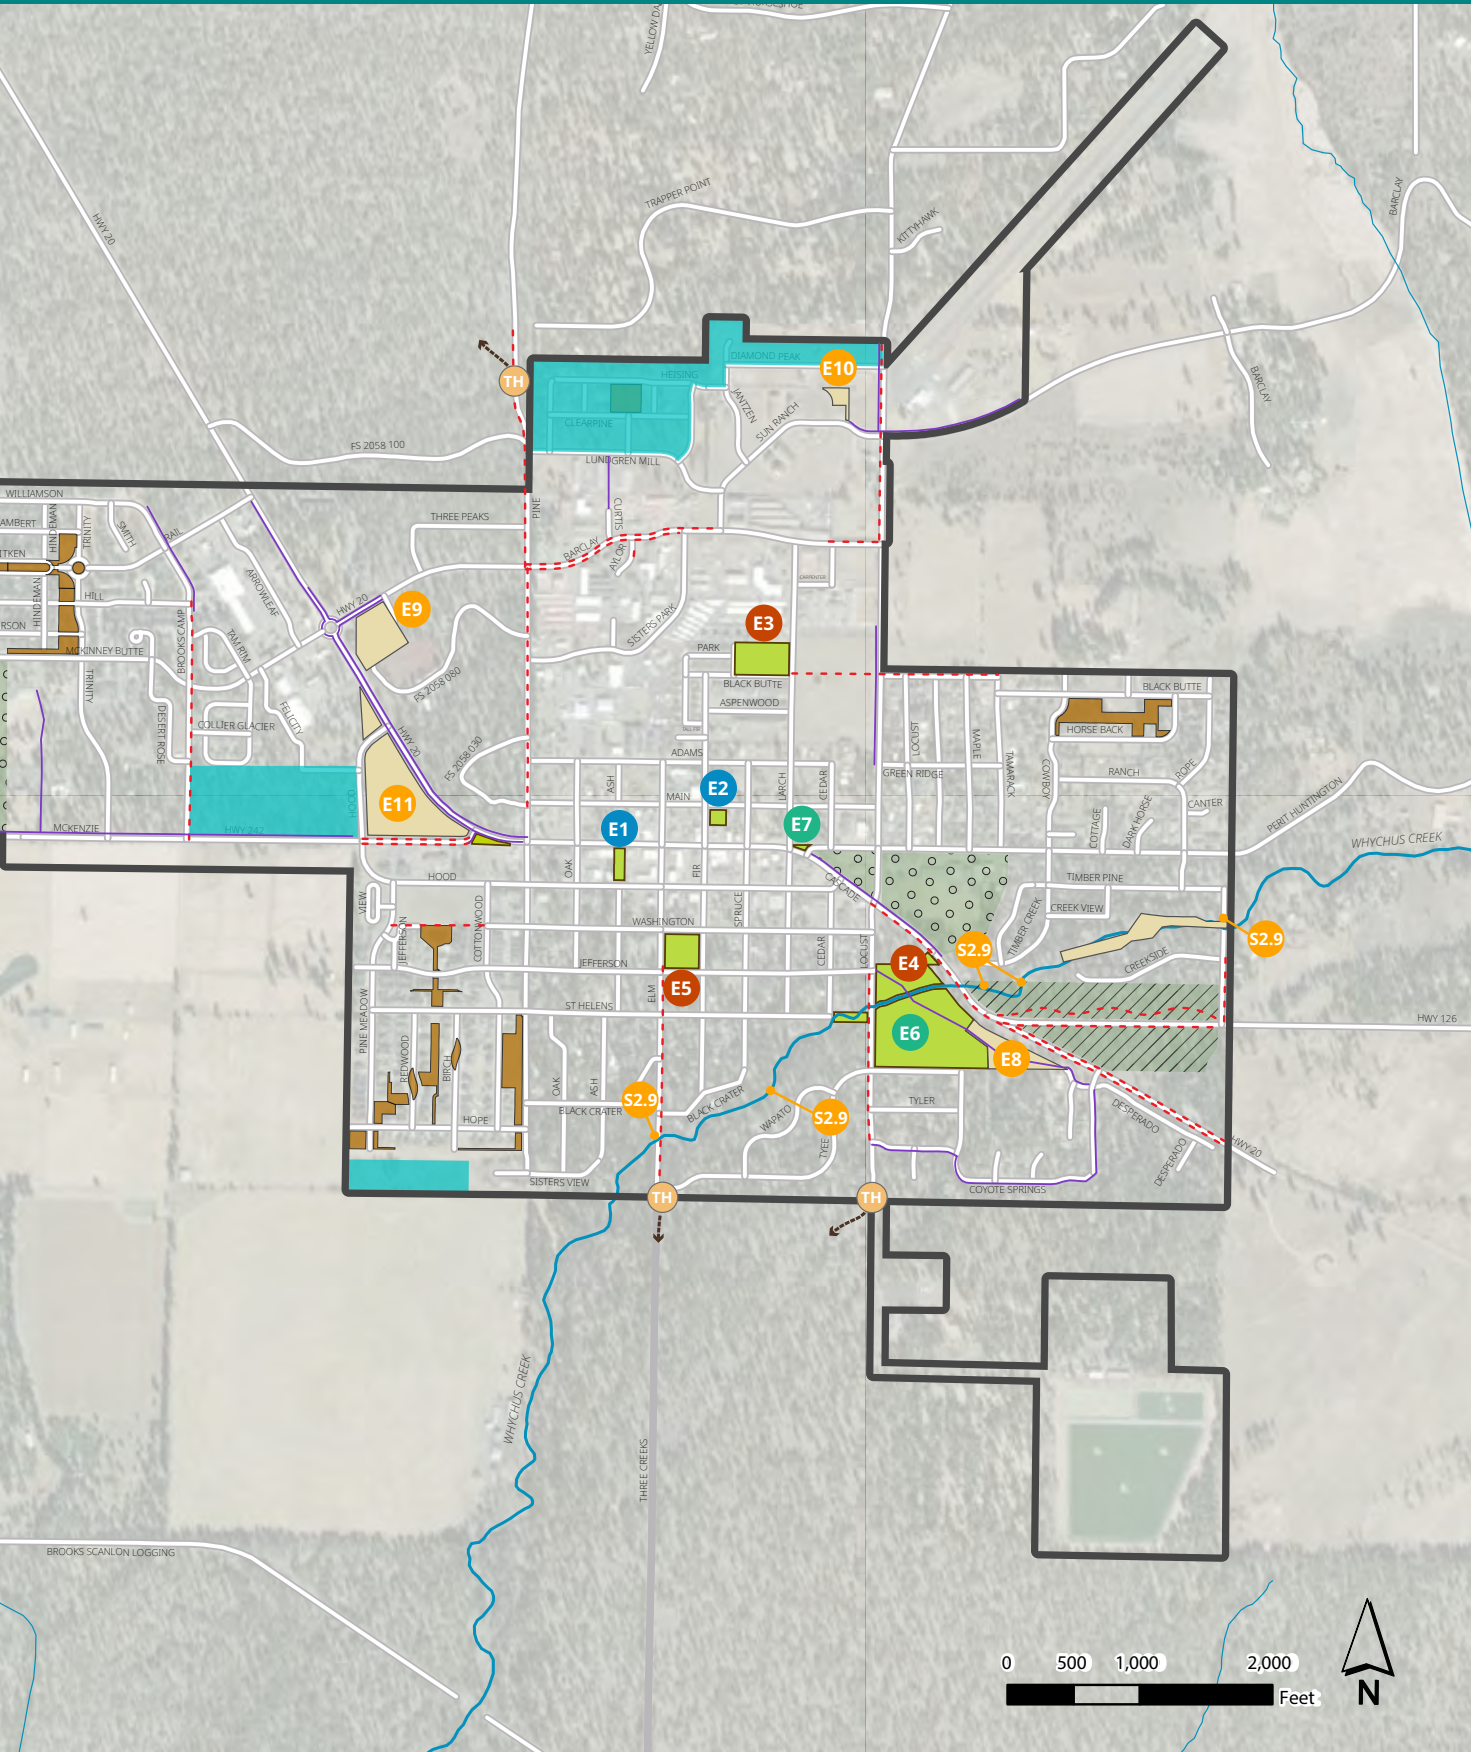 YELLOW DA
TRAPPER POINT
KITTYHAWK
BARCLAY
HWY 20
BARCLAY
TH
DIAMOND PEAK
E10
HEISING
JANTZEN
SUN RANCH
CLEARPINE
FS 2058 100
LUNDGREN MILL
WILLIAMSON
PINE
CURTIS
THREE PEAKS
AMBERT
HINDEMAN
TRINITY
SMITH
RAIL
BARCLAY
AYLOR
ITKEN
ARROWLEAF
CARPENTER
HINDEMAN
HILL
HWY 20
E9
E3
RSON
BROOKS CAMP
TAM RIM
SISTERS PARK
MCKINNEY BUTTE
PARK
BLACK BUTTE
BLACK BUTTE
TRINITY
FS 2058 080
ASPENWOOD
DESERT ROSE
COLLIER GLACIER
FELICITY
HWY 20
HORSE BACK
LOCUST
MAPLE
FS 2058 030
ADAMS
TAMARACK
COWBOY
GREEN RIDGE
RANCH
ROPE
ASH
MAIN
E2
LARCH
CEDAR
HOOD
E11
CANTER
PERIT HUNTINGTON
MCKENZIE
HWY 242
E1
E7
COTTAGE
DARK HORSE
WHYCHUS CREEK
OAK
FIR
HOOD
CASCADE
TIMBER PINE
VIEW
SPRUCE
CREEK VIEW
WASHINGTON
JEFFERSON
COTTONWOOD
CEDAR
LOCUST
TIMBER CREEK
S2.9
S2.9
JEFFERSON
E4
CREEKSIDE
E5
ELM
ST HELENS
PINE MEADOW
E6
HWY 126
REDWOOD
BIRCH
E8
OAK
ASH
S2.9
BLACK CRATER
BLACK CRATER
WAPATO
S2.9
TYLER
HOPE
DESPERADO
TYEE
DESPERADO
HWY 20
SISTERS VIEW
COYOTE SPRINGS
TH
TH
WHYCHUS CREEK
THREE CREEKS
BROOKS SCANLON LOGGING
0 500 1,000 2,000
Feet
N